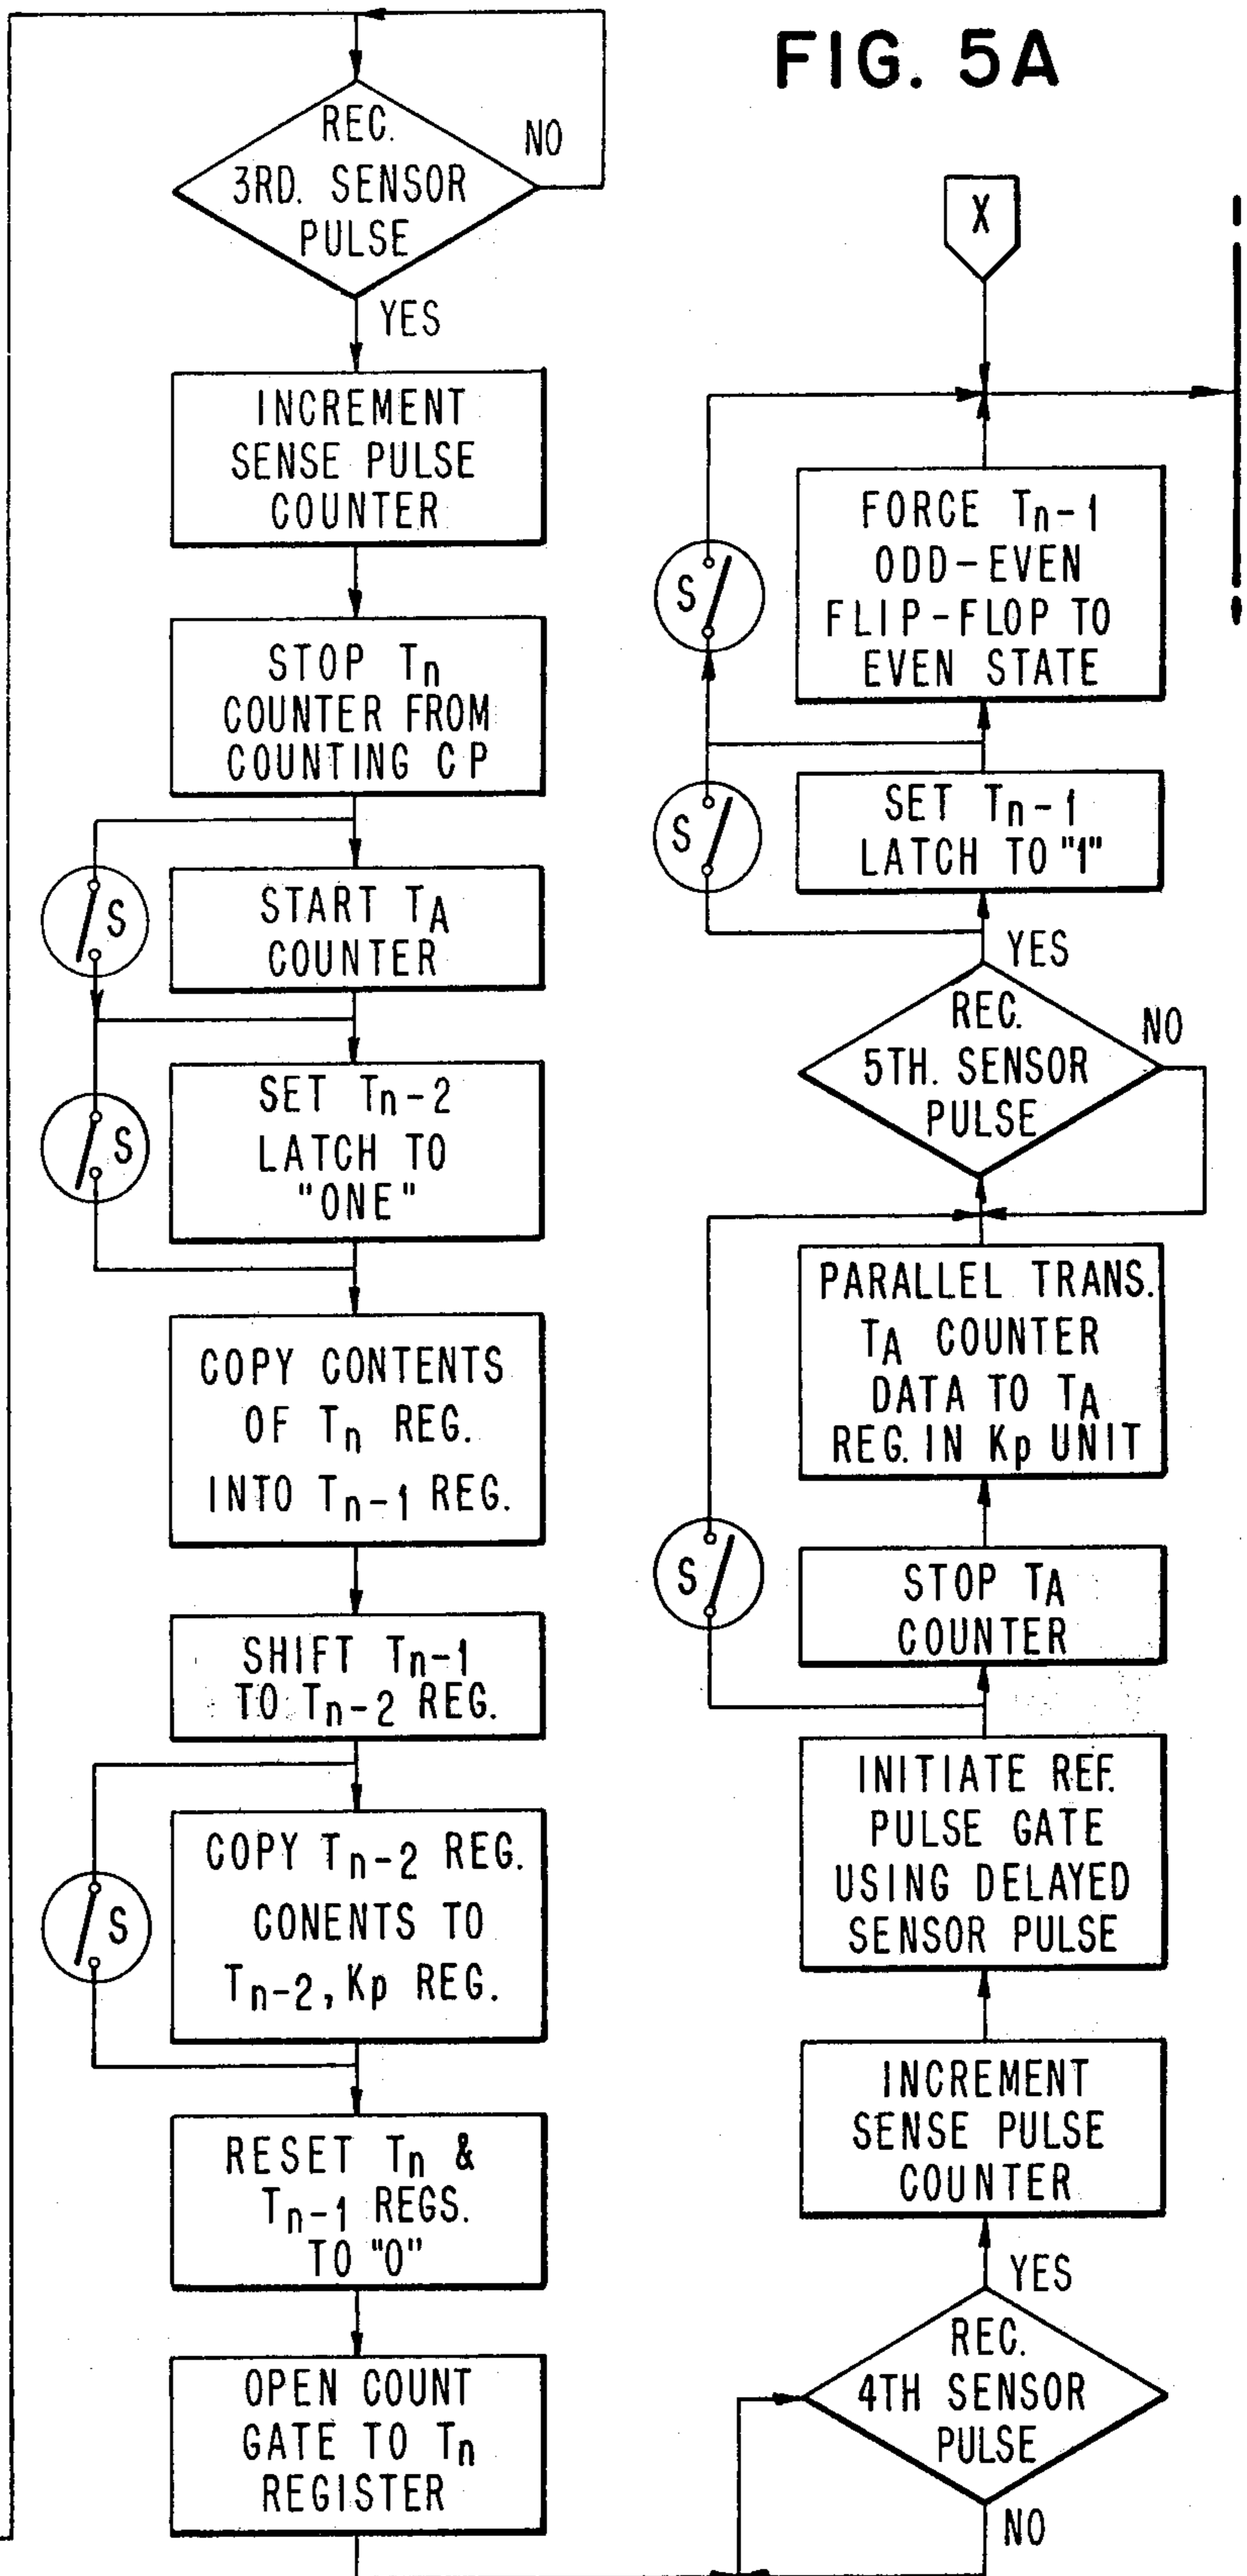 FIG. 5A
REC.
3RD. SENSOR
PULSE
NO
YES
INCREMENT
SENSE PULSE
COUNTER
STOP Tn
COUNTER FROM
COUNTING CP
S
START TA
COUNTER
S
SET Tn-2
LATCH TO
"ONE"
COPY CONTENTS
OF Tn REG.
INTO Tn-1 REG.
SHIFT Tn-1
TO Tn-2 REG.
S
COPY Tn-2 REG.
CONENTS TO
Tn-2, Kp REG.
RESET Tn &
Tn-1 REGS.
TO "0"
OPEN COUNT
GATE TO Tn
REGISTER
X
S
FORCE Tn-1
ODD-EVEN
FLIP-FLOP TO
EVEN STATE
S
SET Tn-1
LATCH TO "1"
YES
REC.
5TH. SENSOR
PULSE
NO
PARALLEL TRANS.
TA COUNTER
DATA TO TA
REG. IN Kp UNIT
S
STOP TA
COUNTER
INITIATE REF.
PULSE GATE
USING DELAYED
SENSOR PULSE
INCREMENT
SENSE PULSE
COUNTER
YES
REC.
4TH SENSOR
PULSE
NO